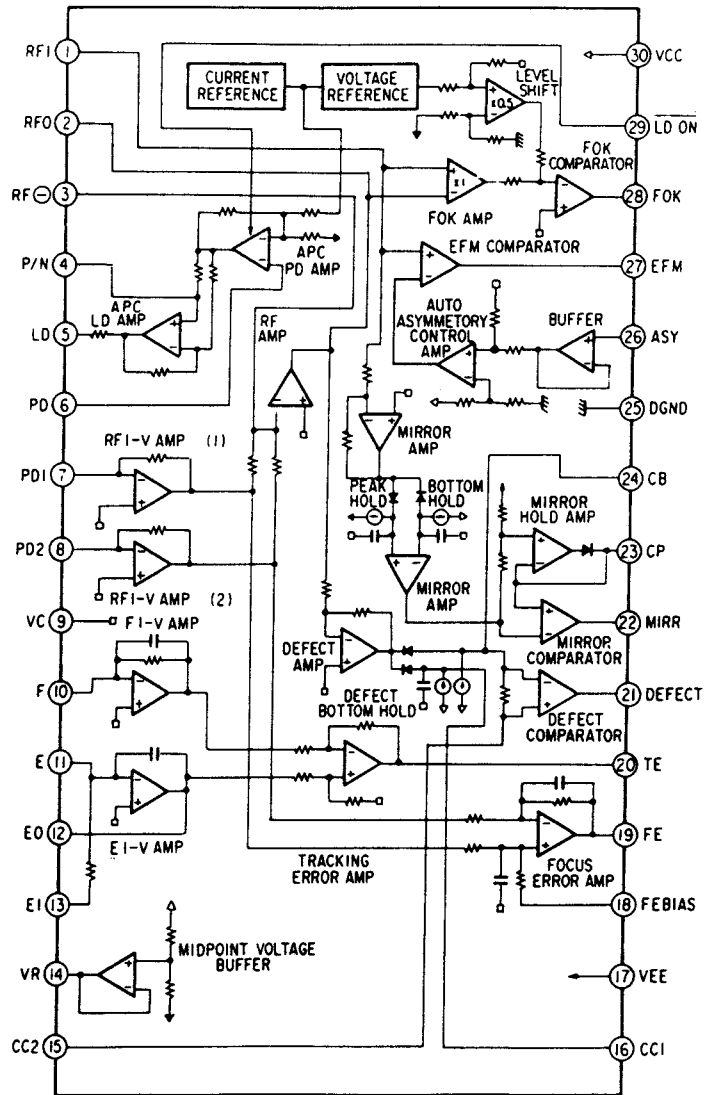 RFI 1
30 VCC
CURRENT REFERENCE
VOLTAGE REFERENCE
LEVEL SHIFT
×0.5
RFO 2
29 LD ON
FOK COMPARATOR
RF⊖ 3
×1
28 FOK
FOK AMP
APC PD AMP
EFM COMPARATOR
P/N 4
27 EFM
APC LD AMP
RF AMP
AUTO ASYMMETORY CONTROL AMP
BUFFER
LD 5
26 ASY
PD 6
25 DGND
RF I-V AMP (1)
MIRROR AMP
PD1 7
24 CB
PEAK HOLD
BOTTOM HOLD
MIRROR HOLD AMP
PD2 8
23 CP
RF I-V AMP (2)
MIRROR AMP
VC 9
22 MIRR
F I-V AMP
MIRROR COMPARATOR
DEFECT AMP
F 10
21 DEFECT
DEFECT BOTTOM HOLD
DEFECT COMPARATOR
E 11
20 TE
EO 12
19 FE
E I-V AMP
TRACKING ERROR AMP
FOCUS ERROR AMP
EI 13
18 FEBIAS
MIDPOINT VOLTAGE BUFFER
VR 14
17 VEE
CC2 15
16 CC1